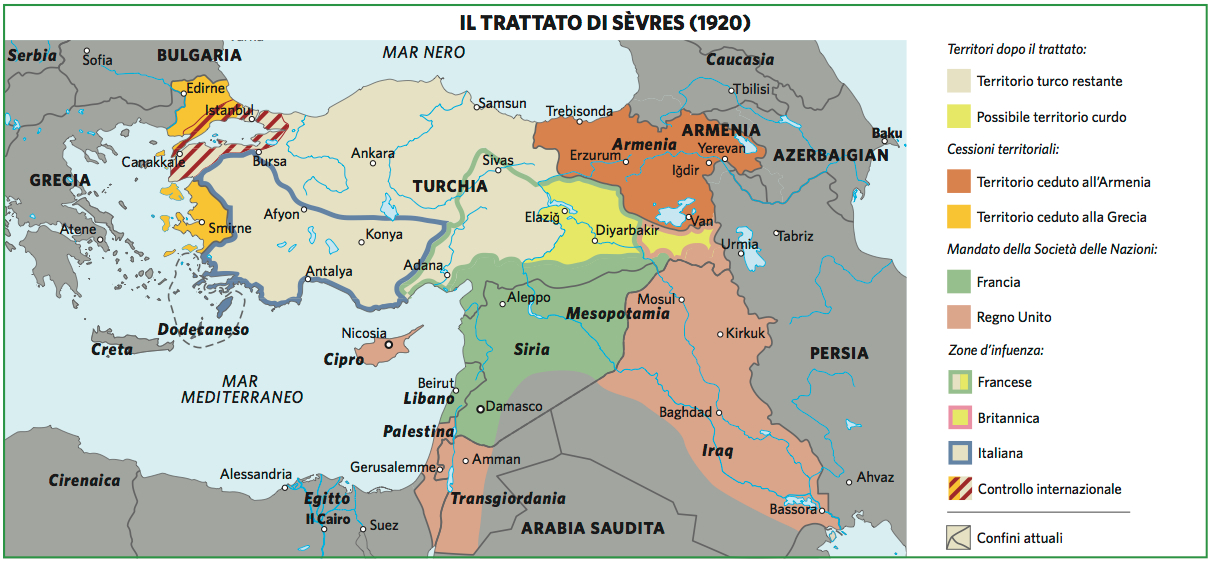 IL TRATTATO DI SÈVRES (1920)
Serbia
Sofia
BULGARIA
MAR NERO
Caucasia
Tbilisi
Edirne
Istanbul
Samsun
Trebisonda
ARMENIA
Armenia
Yerevan
Baku
AZERBAIGIAN
Erzurum
Iğdir
Canakkale
Bursa
Ankara
Sivas
GRECIA
TURCHIA
Afyon
Elaziğ
Van
Atene
Smirne
Konya
Diyarbakir
Urmia
Tabriz
Antalya
Adana
Aleppo
Mosul
Mesopotamia
Dodecaneso
Nicosia
Kirkuk
Creta
Cipro
Siria
PERSIA
MAR
MEDITERRANEO
Beirut
Libano
Damasco
Baghdad
Palestina
Iraq
Cirenaica
Alessandria
Gerusalemme
Amman
Ahvaz
Egitto
Transgiordania
Il Cairo
Suez
ARABIA SAUDITA
Bassora
Territori dopo il trattato:
Territorio turco restante
Possibile territorio curdo
Cessioni territoriali:
Territorio ceduto all'Armenia
Territorio ceduto alla Grecia
Mandato della Società delle Nazioni:
Francia
Regno Unito
Zone d'infuenza:
Francese
Britannica
Italiana
Controllo internazionale
Confini attuali